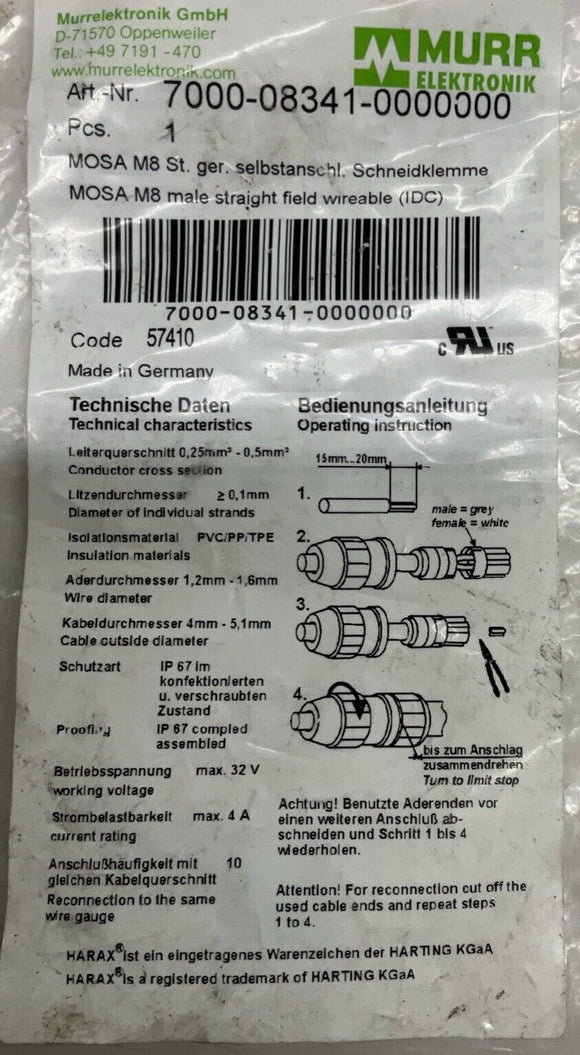 Murrelektronik GmbH
D-71570 Oppenweiler
Tel.: +49 7191 -470
www.murrelektronik.com
MURR
ELEKTRONIK
Art.-Nr. 7000-08341-0000000
Pcs. 1
MOSA M8 St. ger. selbstanschl. Schneidklemme
MOSA M8 male straight field wireable (IDC)
7000-08341-0000000
Code 57410
c RU US
Made in Germany
Technische Daten
Technical characteristics
Leiterquerschnitt 0,25mm² - 0,5mm²
Conductor cross section
Litzendurchmesser ≥ 0,1mm
Diameter of individual strands
Isolationsmaterial PVC/PP/TPE
Insulation materials
Aderdurchmesser 1,2mm - 1,6mm
Wire diameter
Kabeldurchmesser 4mm - 5,1mm
Cable outside diameter
Schutzart IP 67 im
konfektionierten
u. verschraubten
Zustand
IP 67 compled
assembled
Betriebsspannung max. 32 V
working voltage
Strombelastbarkeit max. 4 A
current rating
Anschlußhäufigkeit mit 10
gleichen Kabelquerschnitt
Reconnection to the same
wire gauge
Bedienungsanleitung
Operating instruction
15mm...20mm
1.
male = grey
female = white
2.
3.
4.
bis zum Anschlag
zusammendrehen
Turn to limit stop
Achtung! Benutzte Aderenden vor
einen weiteren Anschluß ab-
schneiden und Schritt 1 bis 4
wiederholen.
Attention! For reconnection cut off the
used cable ends and repeat steps
1 to 4.
HARAX® ist ein eingetragenes Warenzeichen der HARTING KGaA
HARAX® is a registered trademark of HARTING KGaA